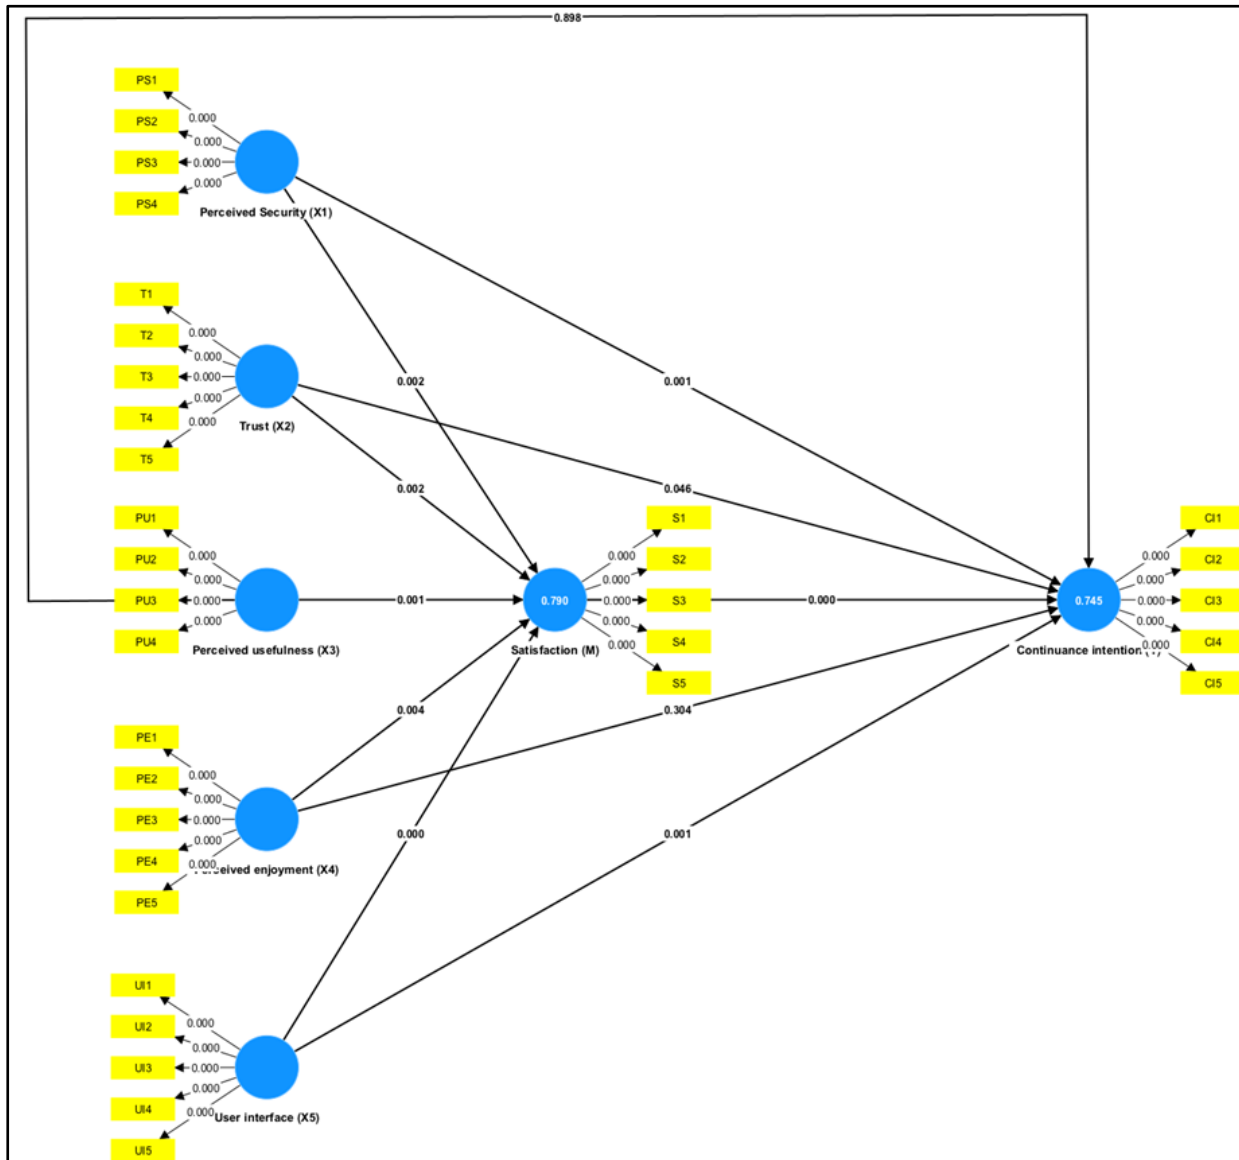 0.898
PS1
PS2
PS3
PS4
0.000
0.000
0.000
0.000
Perceived Security (X1)
T1
T2
T3
T4
T5
0.000
0.000
0.000
0.000
0.000
Trust (X2)
0.002
0.001
0.002
0.046
PU1
PU2
PU3
PU4
0.000
0.000
0.000
0.000
Perceived usefulness (X3)
0.001
0.790
Satisfaction (M)
S1
S2
S3
S4
S5
0.000
0.000
0.000
0.000
0.000
0.000
0.745
Continuance intention
CI1
CI2
CI3
CI4
CI5
0.000
0.000
0.000
0.000
0.000
0.004
0.304
PE1
PE2
PE3
PE4
PE5
0.000
0.000
0.000
0.000
0.000
enjoyment (X4)
0.000
0.001
UI1
UI2
UI3
UI4
UI5
0.000
0.000
0.000
0.000
0.000
User interface (X5)